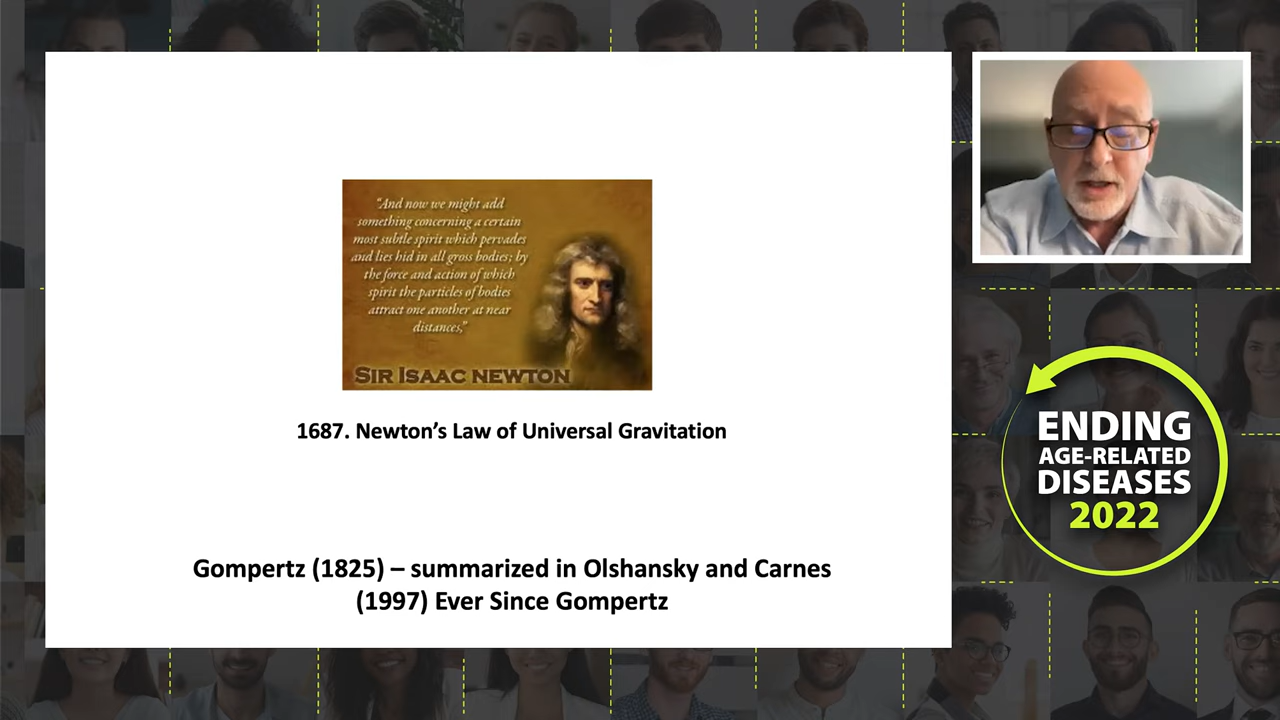 "And now we might add
something concerning a certain
most subtle spirit which pervades
and lies hid in all gross bodies; by
the force and action of which
spirit the particles of bodies
attract one another at near
distances,"
SIR ISAAC NEWTON
1687. Newton's Law of Universal Gravitation
Gompertz (1825) – summarized in Olshansky and Carnes
(1997) Ever Since Gompertz
ENDING
AGE-RELATED
DISEASES
2022